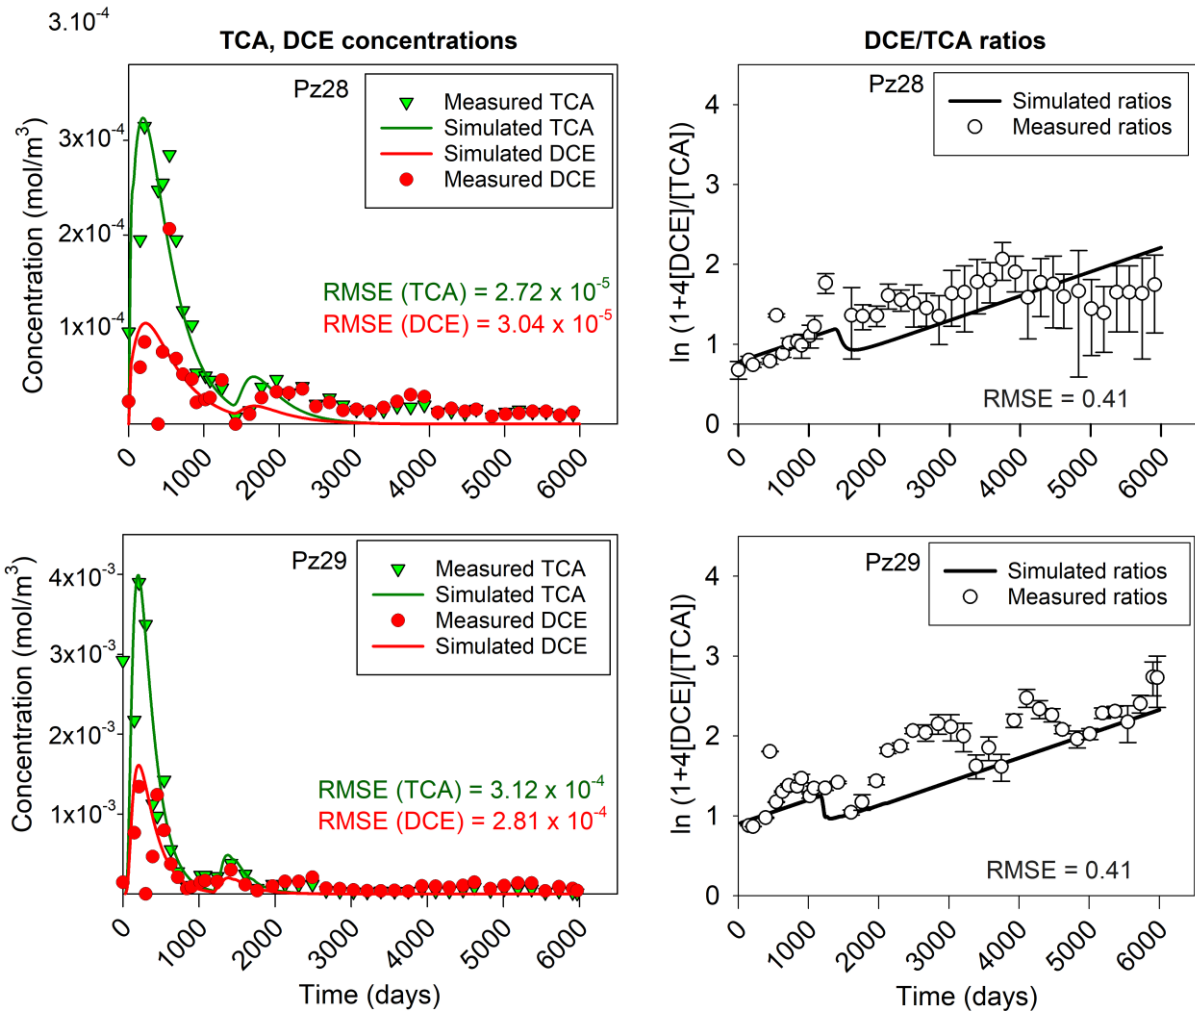 3.10⁻⁴
TCA, DCE concentrations
Pz28
Measured TCA
Simulated TCA
Simulated DCE
Measured DCE
3x10⁻⁴
2x10⁻⁴
1x10⁻⁴
Concentration (mol/m³)
RMSE (TCA) = 2.72 x 10⁻⁵
RMSE (DCE) = 3.04 x 10⁻⁵
0 1000 2000 3000 4000 5000 6000
DCE/TCA ratios
Pz28
Simulated ratios
Measured ratios
4
3
2
1
0
ln (1+4[DCE]/[TCA])
RMSE = 0.41
0 1000 2000 3000 4000 5000 6000
Pz29
Measured TCA
Simulated TCA
Measured DCE
Simulated DCE
4x10⁻³
3x10⁻³
2x10⁻³
1x10⁻³
Concentration (mol/m³)
RMSE (TCA) = 3.12 x 10⁻⁴
RMSE (DCE) = 2.81 x 10⁻⁴
0 1000 2000 3000 4000 5000 6000
Time (days)
Pz29
Simulated ratios
Measured ratios
4
3
2
1
0
ln (1+4[DCE]/[TCA])
RMSE = 0.41
0 1000 2000 3000 4000 5000 6000
Time (days)